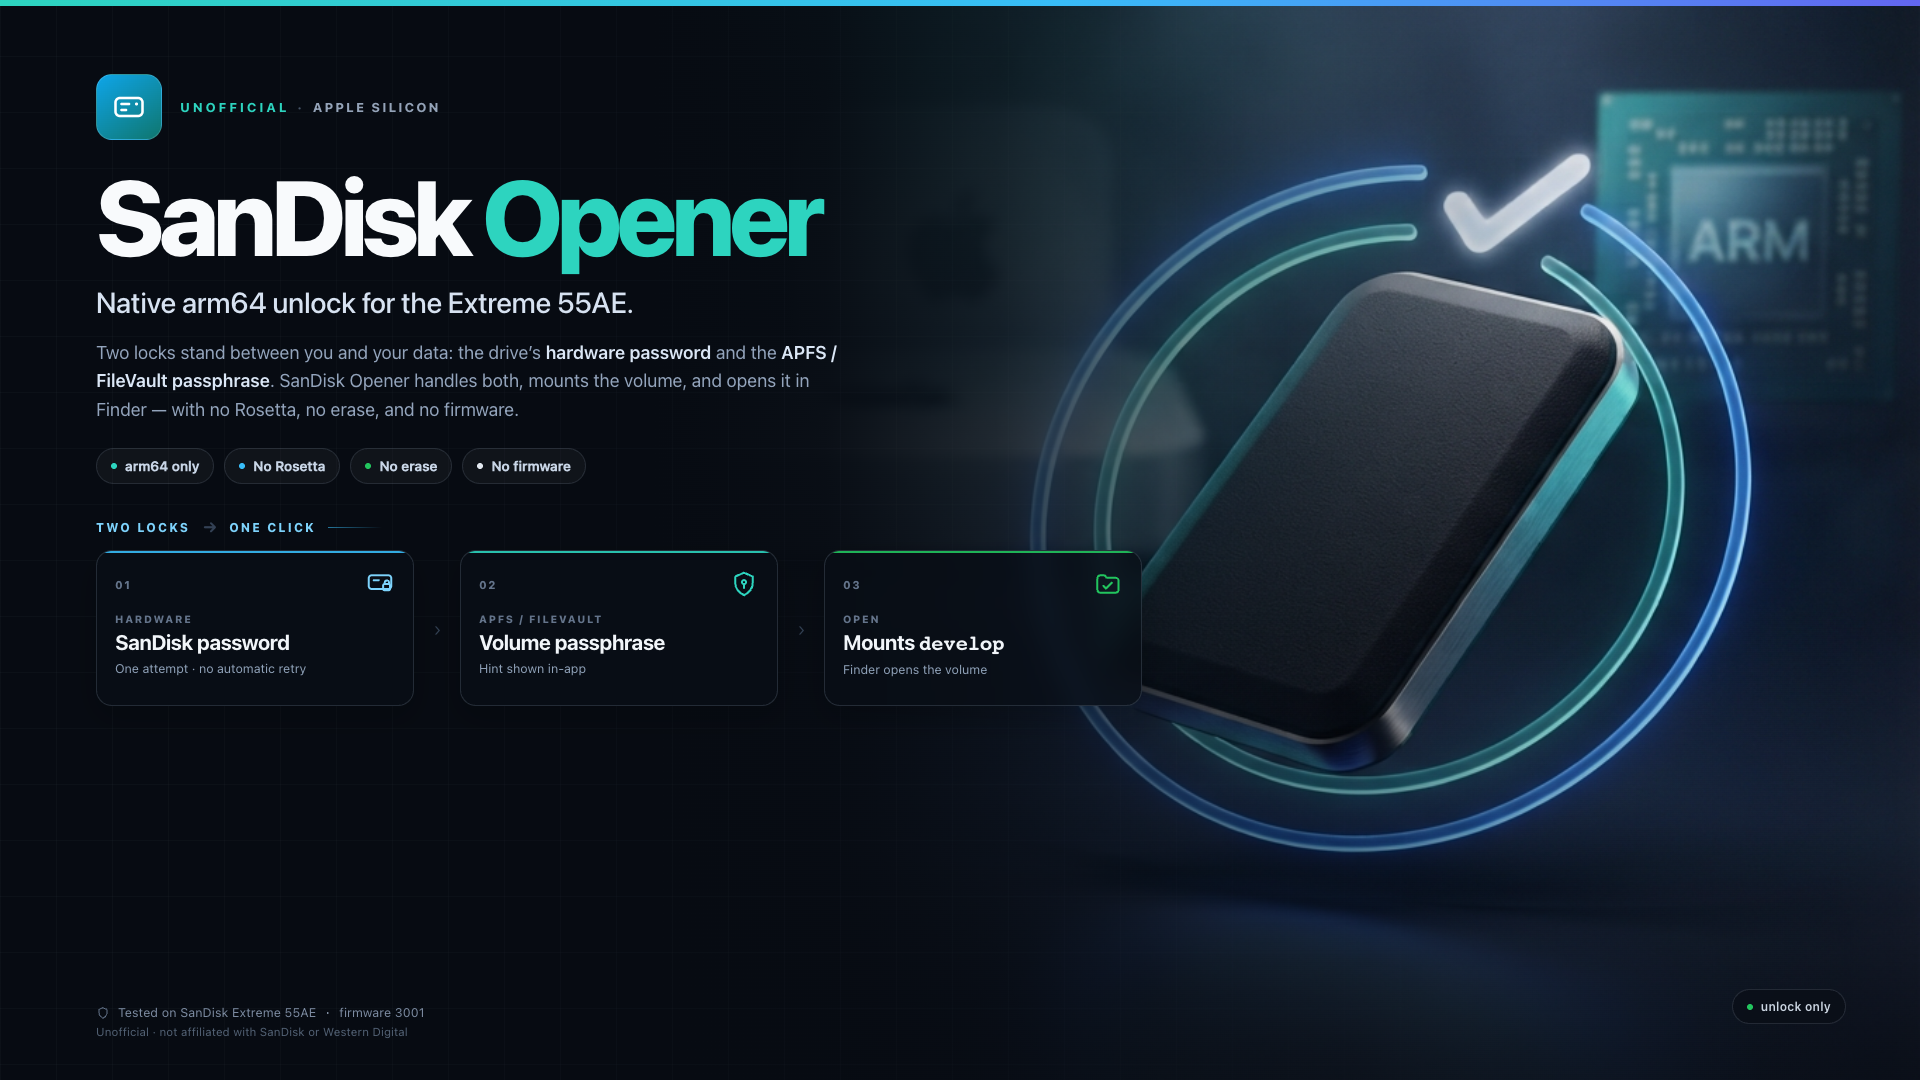 UNOFFICIAL · APPLE SILICON
SanDisk Opener
Native arm64 unlock for the Extreme 55AE.
Two locks stand between you and your data: the drive’s hardware password and the APFS /
FileVault passphrase. SanDisk Opener handles both, mounts the volume, and opens it in
Finder — with no Rosetta, no erase, and no firmware.
arm64 only
No Rosetta
No erase
No firmware
TWO LOCKS → ONE CLICK
01
HARDWARE
SanDisk password
One attempt · no automatic retry
02
APFS / FILEVAULT
Volume passphrase
Hint shown in-app
03
OPEN
Mounts develop
Finder opens the volume
ARM
Tested on SanDisk Extreme 55AE · firmware 3001
Unofficial · not affiliated with SanDisk or Western Digital
unlock only